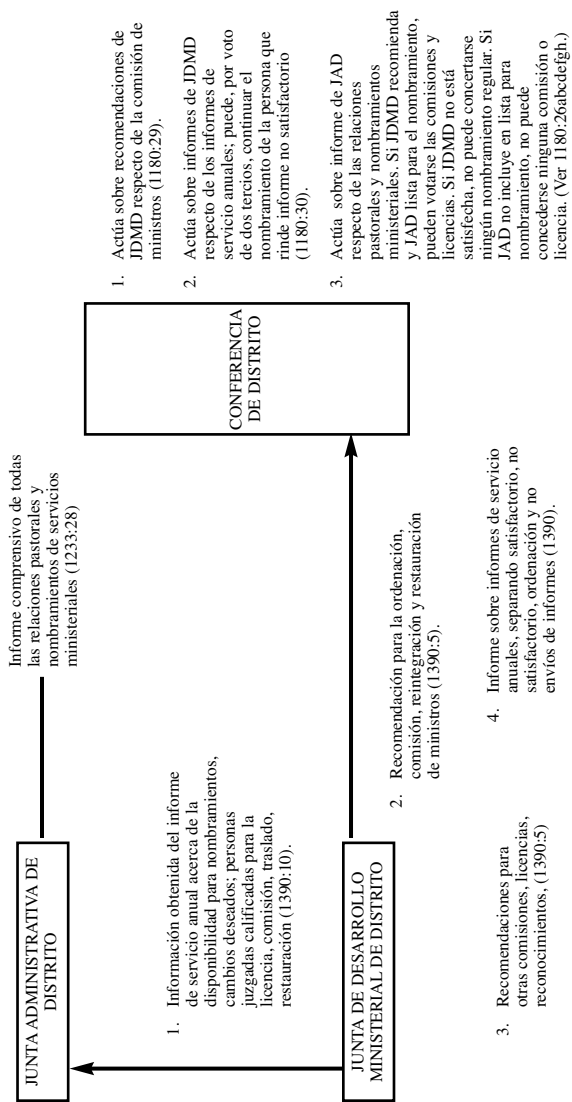 JUNTA ADMINISTRATIVA DE
DISTRITO
Informe comprensivo de todas
las relaciones pastorales y
nombramientos de servicios
ministeriales (1233:28)
1. Información obtenida del informe
de servicio anual acerca de la
disponibilidad para nombramientos,
cambios deseados; personas
juzgadas calificadas para la
licencia, comisión, traslado,
restauración (1390:10).
JUNTA DE DESARROLLO
MINISTERIAL DE DISTRITO
2. Recomendación para la ordenación,
comisión, reintegración y restauración
de ministros (1390:5).
3. Recomendaciones para
otras comisiones, licencias,
reconocimientos, (1390:5)
4. Informe sobre informes de servicio
anuales, separando satisfactorio, no
satisfactorio, ordenación y no
envíos de informes (1390).
CONFERENCIA
DE DISTRITO
1. Actúa sobre recomendaciones de
JDMD respecto de la comisión de
ministros (1180:29).
2. Actúa sobre informes de JDMD
respecto de los informes de
servicio anuales; puede, por voto
de dos tercios, continuar el
nombramiento de la persona que
rinde informe no satisfactorio
(1180:30).
3. Actúa sobre informe de JAD
respecto de las relaciones
pastorales y nombramientos
ministeriales. Si JDMD recomienda
y JAD lista para el nombramiento,
pueden votarse las comisiones y
licencias. Si JDMD no está
satisfecha, no puede concertarse
ningún nombramiento regular. Si
JAD no incluye en lista para
nombramiento, no puede
concederse ninguna comisión o
licencia. (Ver 1180:26abcdefgh.)